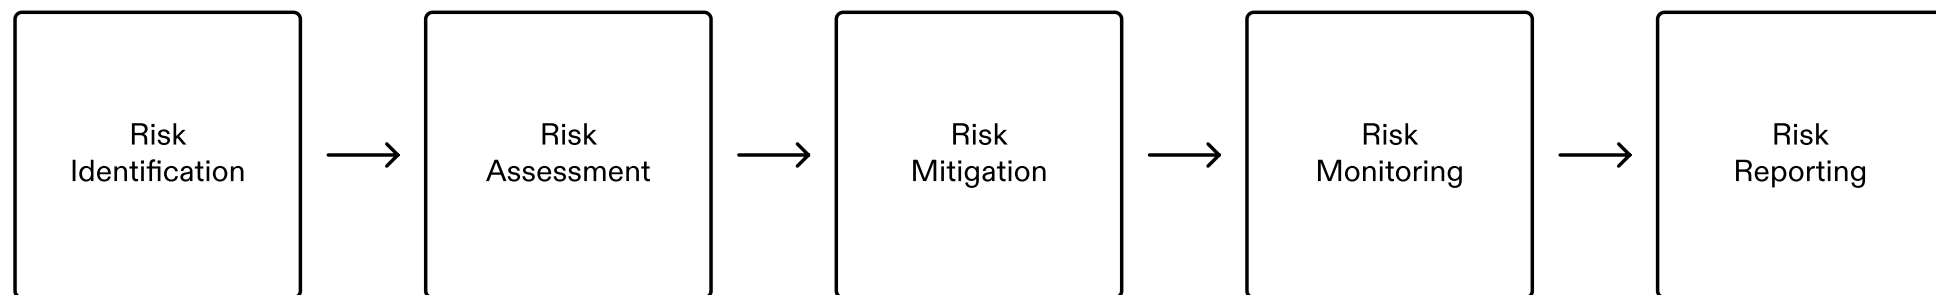 Risk
Identification
Risk
Assessment
Risk
Mitigation
Risk
Monitoring
Risk
Reporting